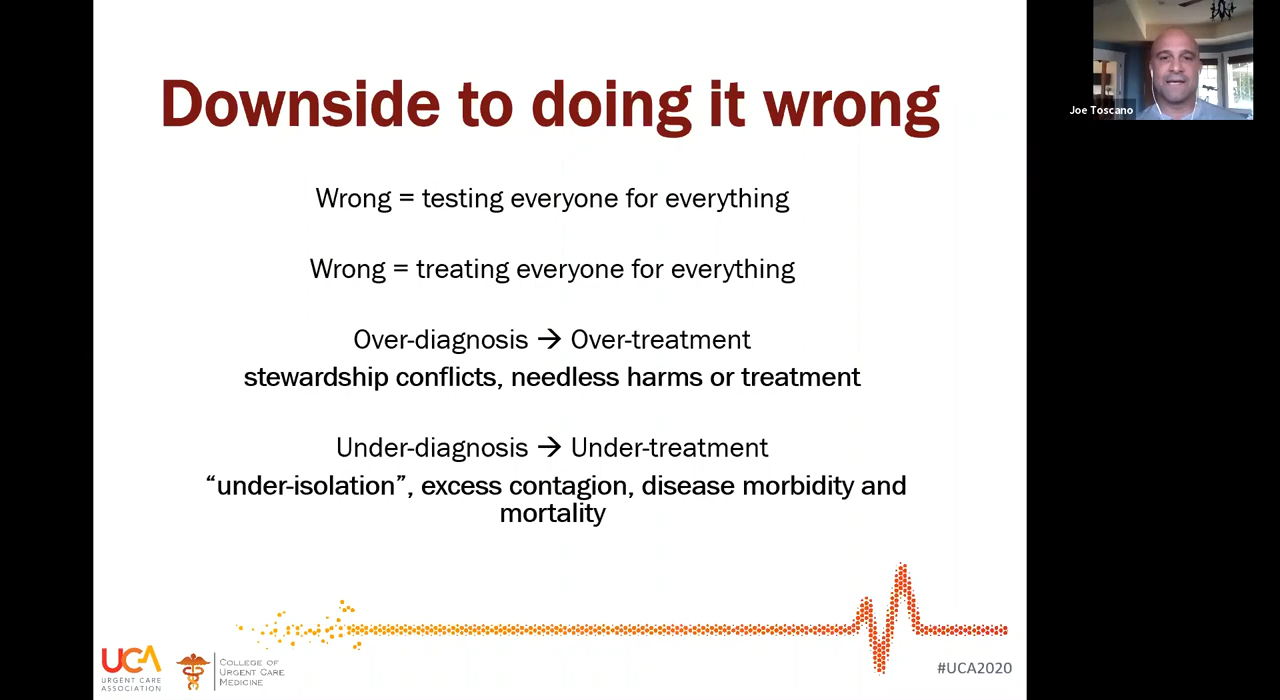 Downside to doing it wrong
Joe Toscano
Wrong = testing everyone for everything
Wrong = treating everyone for everything
Over-diagnosis → Over-treatment
stewardship conflicts, needless harms or treatment
Under-diagnosis → Under-treatment
“under-isolation”, excess contagion, disease morbidity and
mortality
UCA
URGENT CARE
ASSOCIATION
COLLEGE OF
URGENT CARE
MEDICINE
#UCA2020